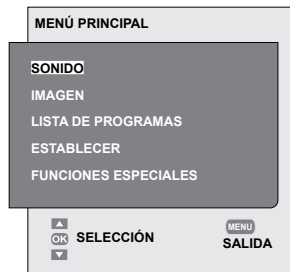 MENÚ PRINCIPAL
SONIDO
IMAGEN
LISTA DE PROGRAMAS
ESTABLECER
FUNCIONES ESPECIALES
OK SELECCIÓN
MENU
SALIDA